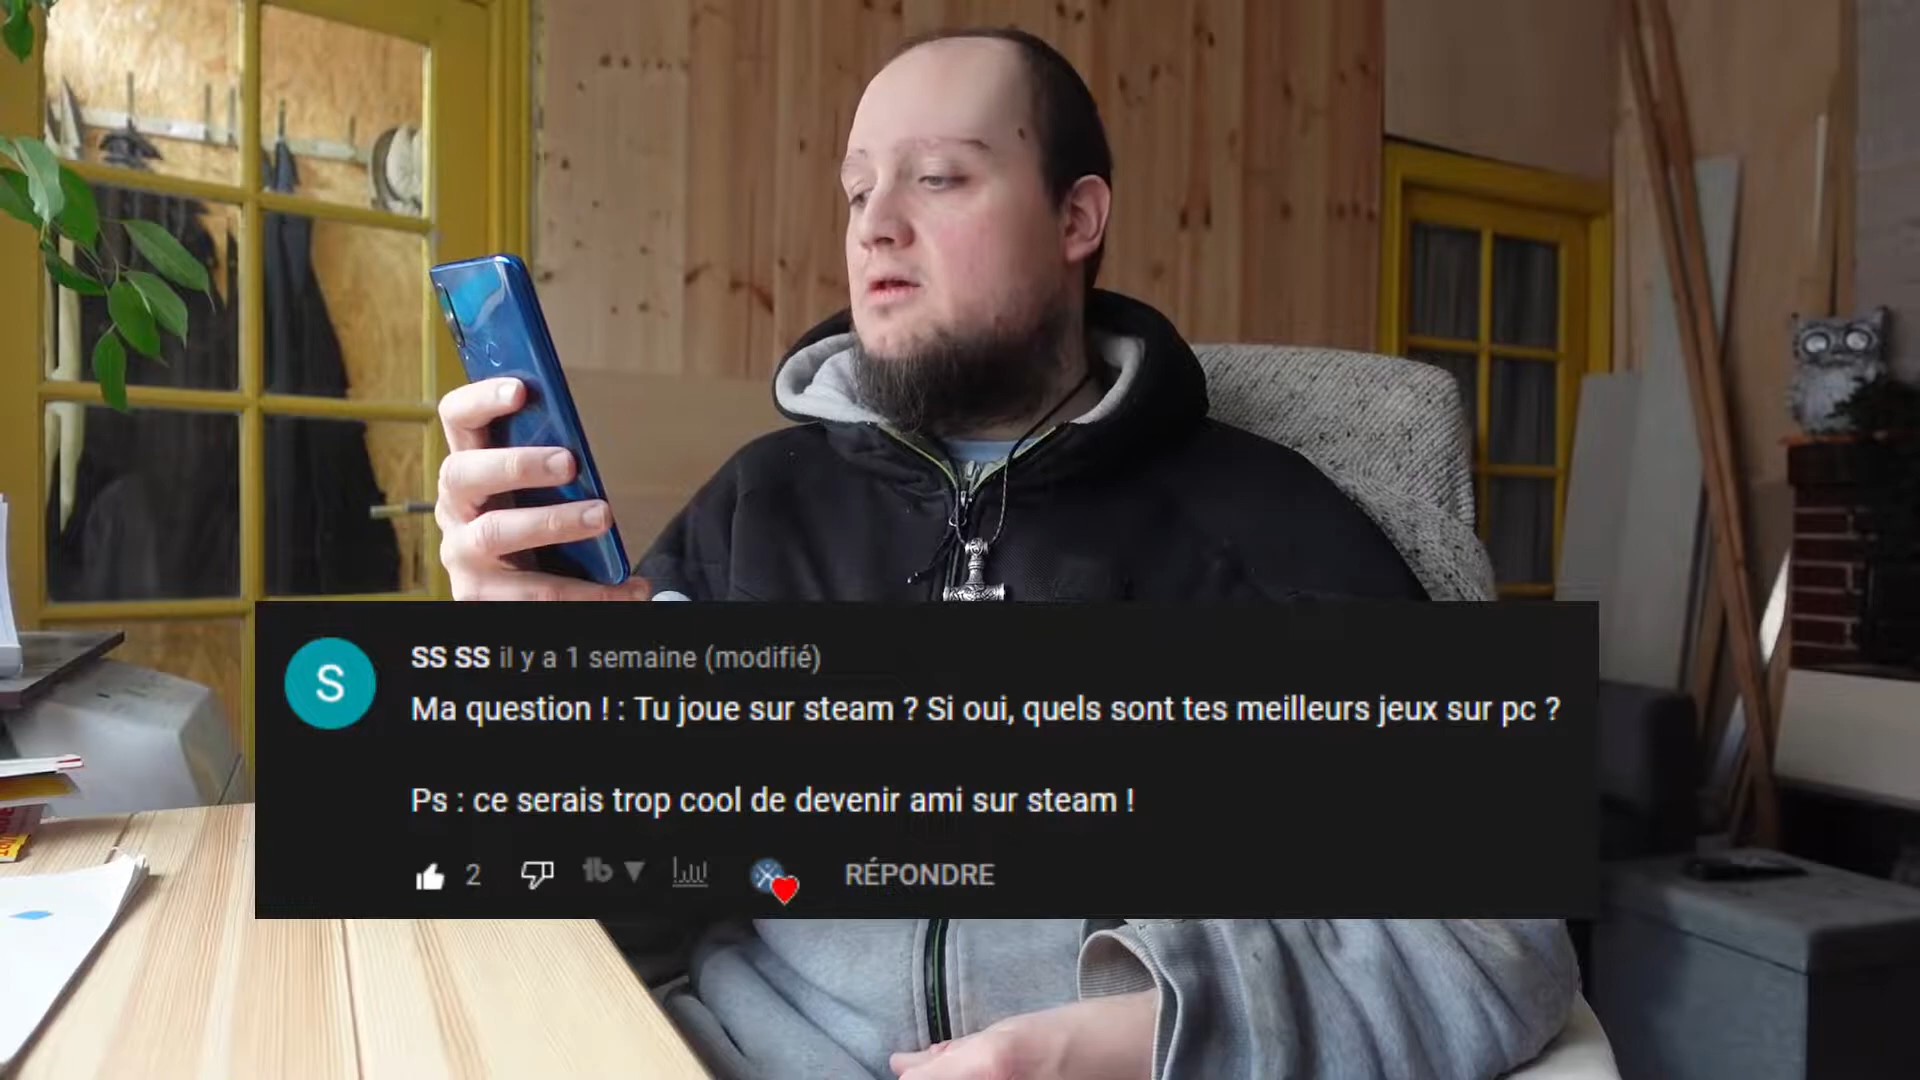 S
SS SS il y a 1 semaine (modifié)
Ma question ! : Tu joue sur steam ? Si oui, quels sont tes meilleurs jeux sur pc ?
Ps : ce serais trop cool de devenir ami sur steam !
2
RÉPONDRE